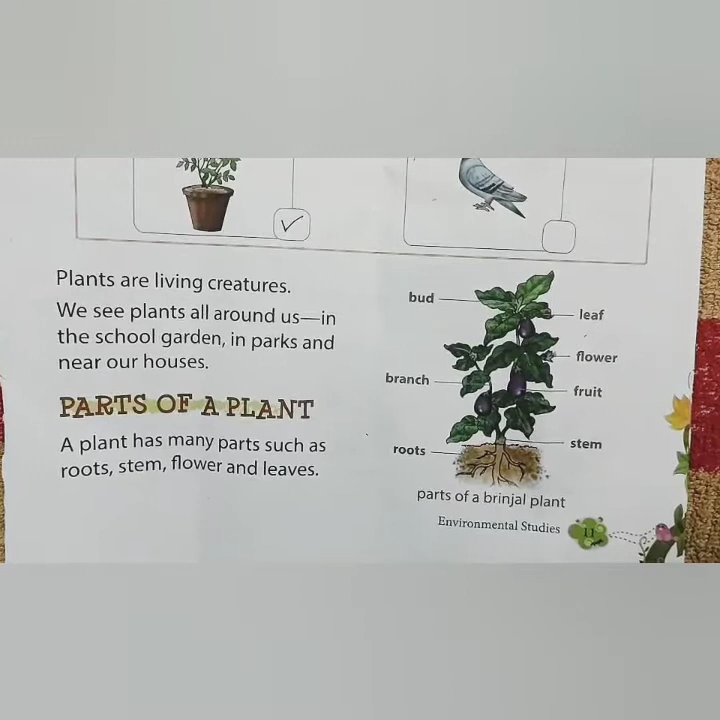 Plants are living creatures.
We see plants all around us—in
the school garden, in parks and
near our houses.
PARTS OF A PLANT
A plant has many parts such as
roots, stem, flower and leaves.
bud
leaf
flower
branch
fruit
stem
roots
parts of a brinjal plant
Environmental Studies 11